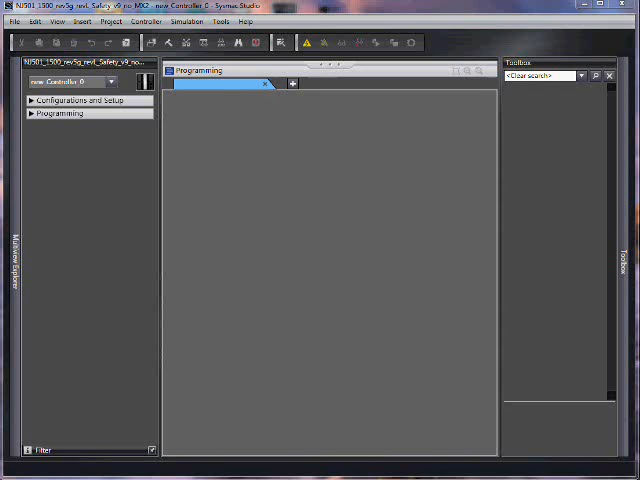 NJ501_1500_rev5g_revL_Safety_v9_no_MX2 - new_Controller_0 - Sysmac Studio
File Edit View Insert Project Controller Simulation Tools Help
NJ501_1500_rev5g_revL_Safety_v9_no...
new_Controller_0
Configurations and Setup
Programming
Filter
Multiview Explorer
Programming
Toolbox
<Clear search>
Toolbox